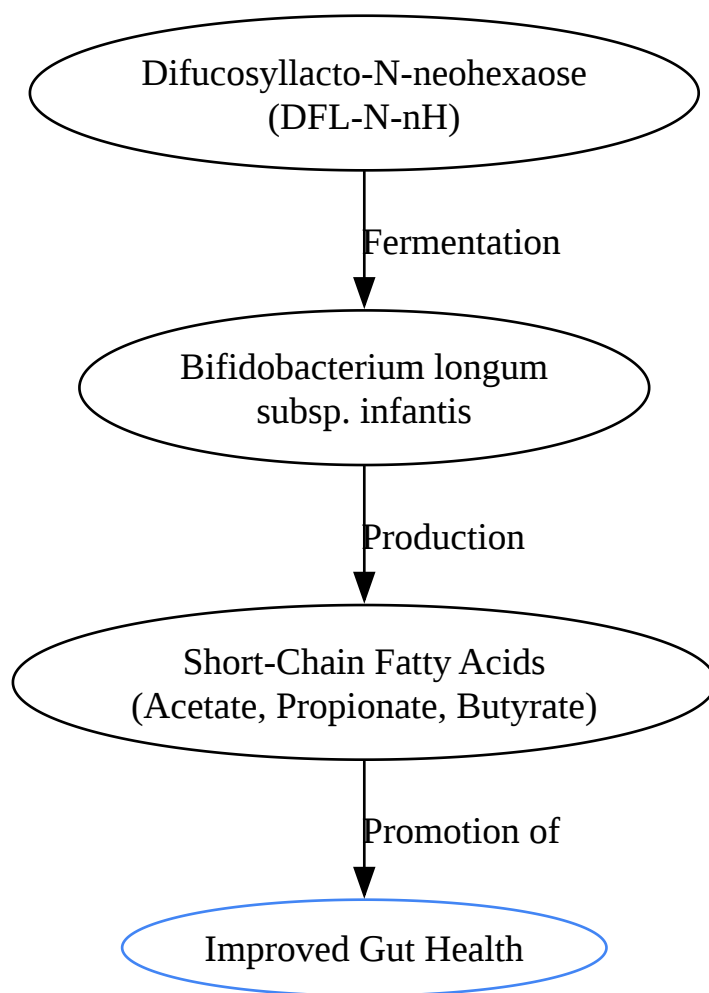 Difucosyllacto-N-neohexaose
(DFL-N-nH)
Fermentation
Bifidobacterium longum
subsp. infantis
Production
Short-Chain Fatty Acids
(Acetate, Propionate, Butyrate)
Promotion of
Improved Gut Health